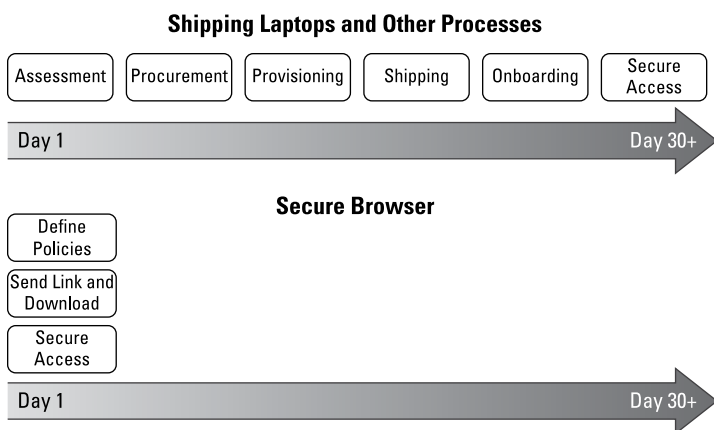 Shipping Laptops and Other Processes
Assessment
Procurement
Provisioning
Shipping
Onboarding
Secure
Access
Day 1
Day 30+
Secure Browser
Define
Policies
Send Link and
Download
Secure
Access
Day 1
Day 30+